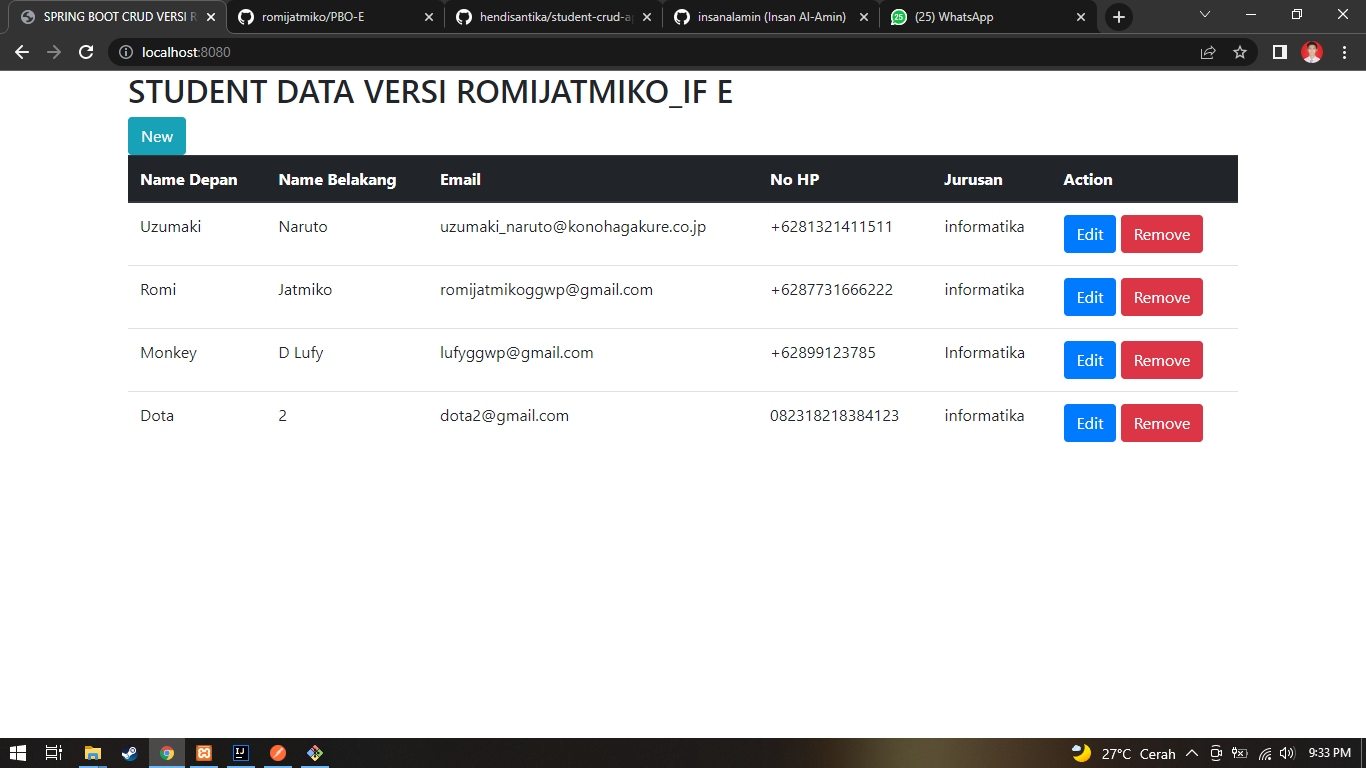 SPRING BOOT CRUD VERSI R
romijatmiko/PBO-E
hendisantika/student-crud-a
insanalamin (Insan Al-Amin)
25
(25) WhatsApp
localhost:8080
STUDENT DATA VERSI ROMIJATMIKO_IF E
New
Name Depan Name Belakang Email No HP Jurusan Action
Uzumaki Naruto uzumaki_naruto@konohagakure.co.jp +6281321411511 informatika Edit Remove
Romi Jatmiko romijatmikoggwp@gmail.com +6287731666222 informatika Edit Remove
Monkey D Lufy lufyggwp@gmail.com +62899123785 Informatika Edit Remove
Dota 2 dota2@gmail.com 082318218384123 informatika Edit Remove
IJ
27°C Cerah 9:33 PM